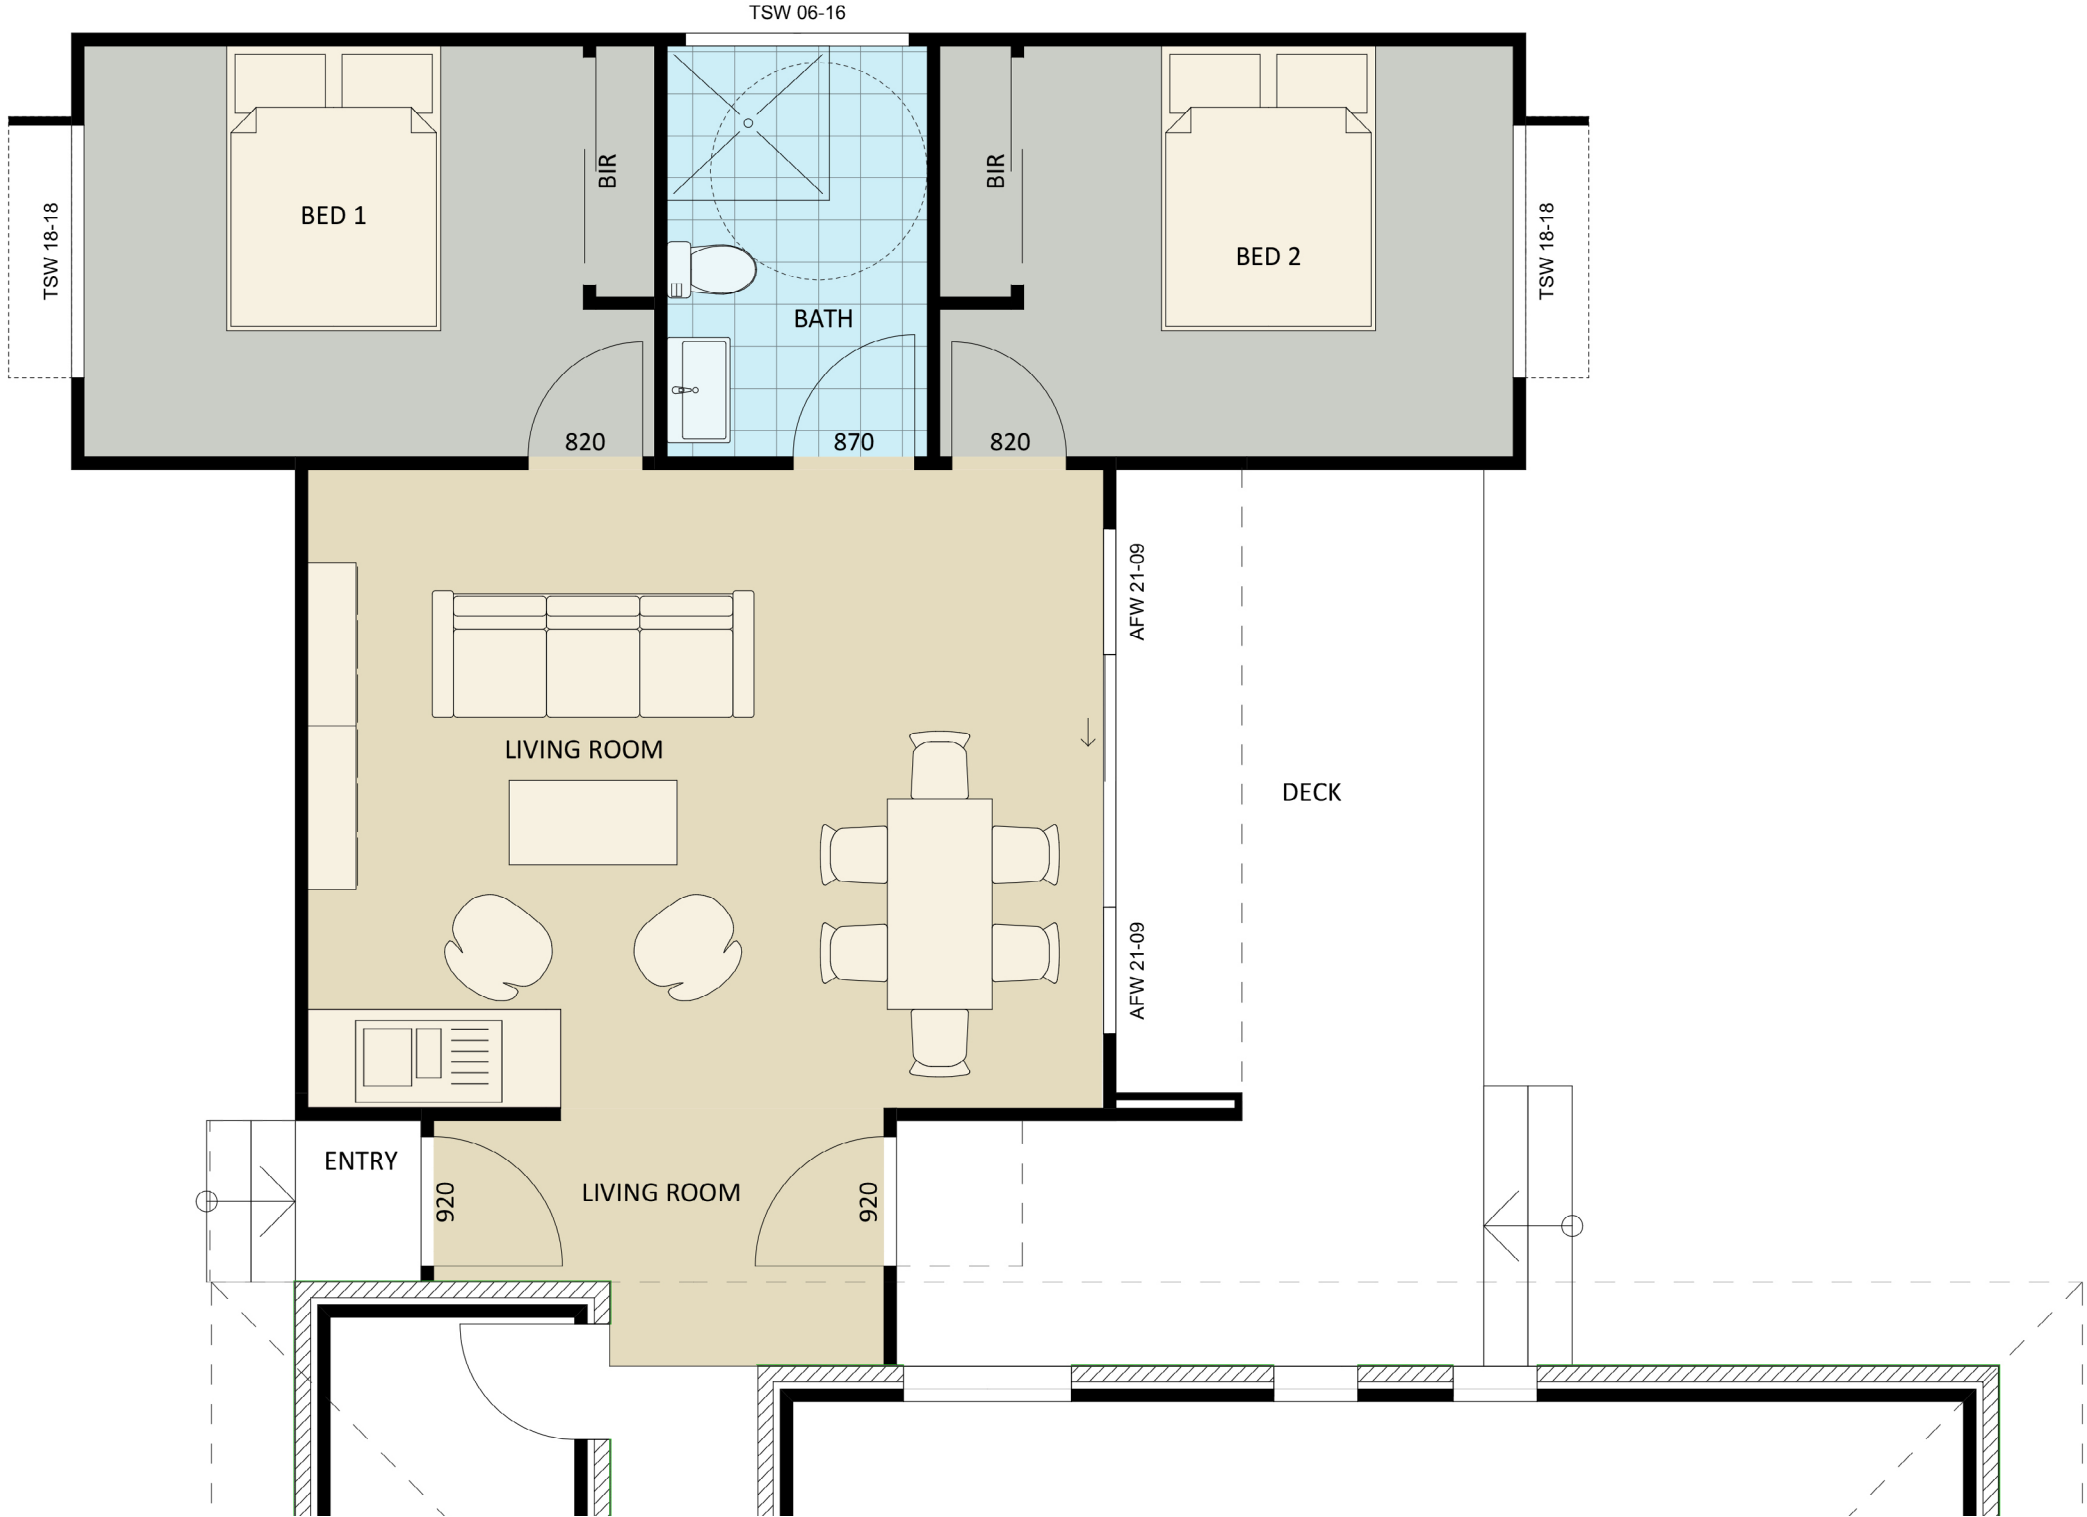 TSW 06-16
BED 1
BIR
BIR
BED 2
TSW 18-18
TSW 18-18
BATH
820
870
820
AFW 21-09
LIVING ROOM
DECK
AFW 21-09
ENTRY
920
LIVING ROOM
920